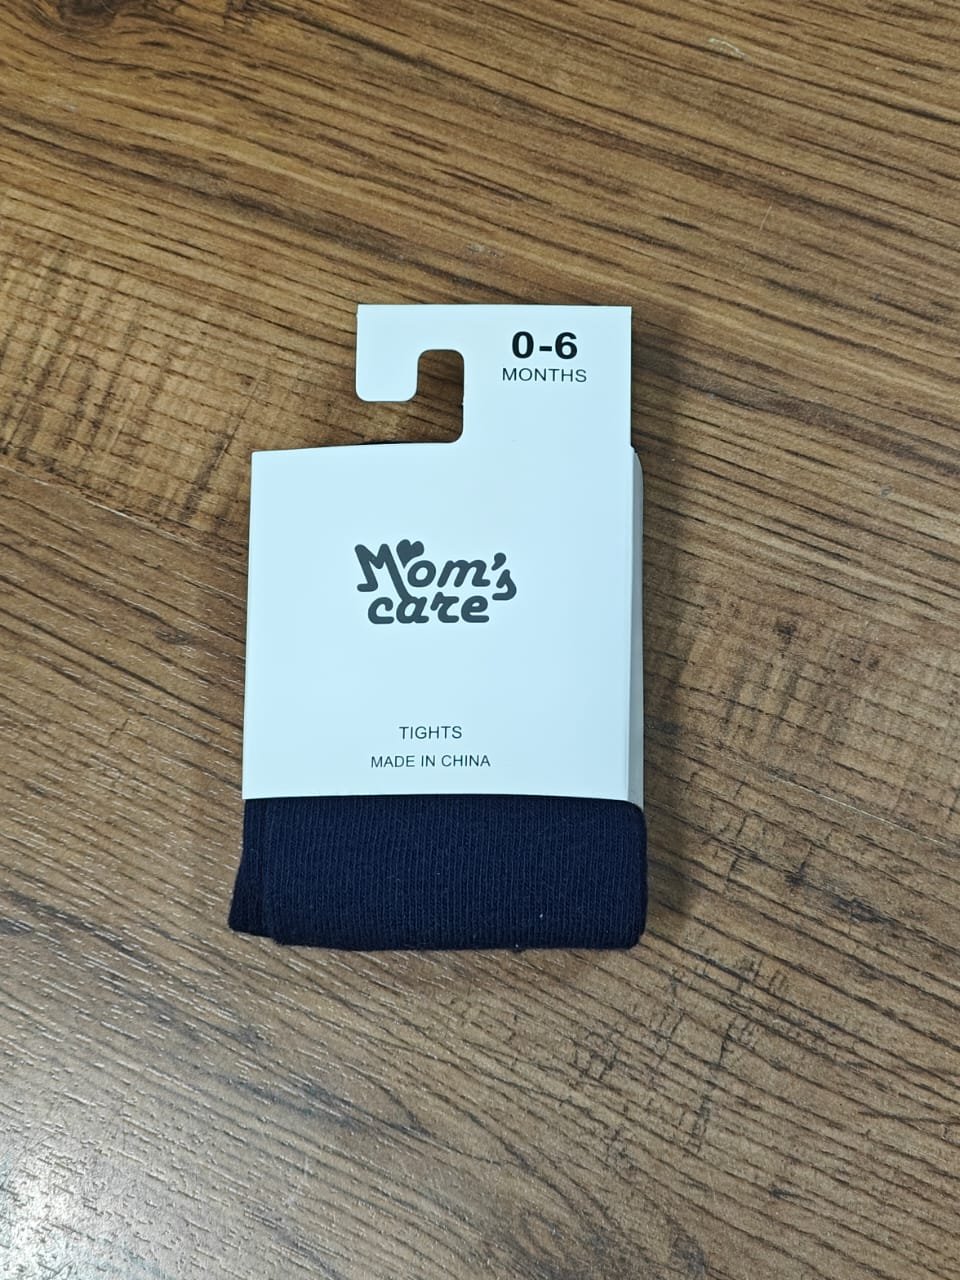 0-6
MONTHS
Mom's
care
TIGHTS
MADE IN CHINA